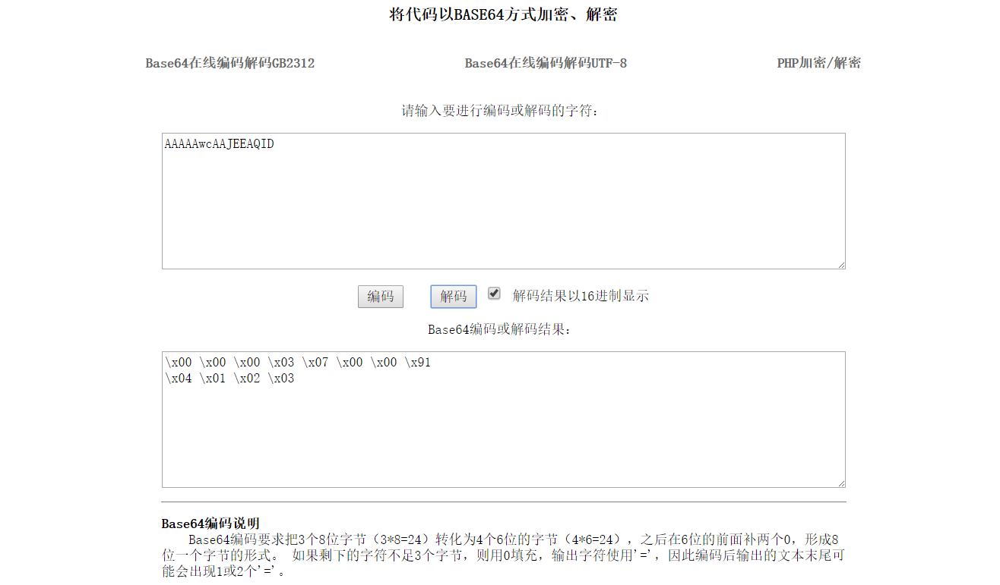 将代码以BASE64方式加密、解密
Base64在线编码解码GB2312 Base64在线编码解码UTF-8 PHP加密/解密
请输入要进行编码或解码的字符：
AAAAAwcAAJEEAQID
编码 解码 解码结果以16进制显示
Base64编码或解码结果：
\x00 \x00 \x00 \x03 \x07 \x00 \x00 \x91
\x04 \x01 \x02 \x03
Base64编码说明
Base64编码要求把3个8位字节（3*8=24）转化为4个6位的字节（4*6=24），之后在6位的前面补两个0，形成8
位一个字节的形式。 如果剩下的字符不足3个字节，则用0填充，输出字符使用'='，因此编码后输出的文本末尾可
能会出现1或2个'='。